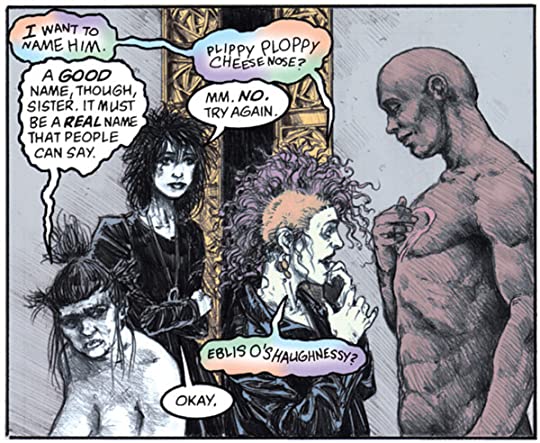 I WANT TO
NAME HIM.
PLIPPY PLOPPY
CHEESE NOSE?
A GOOD
NAME, THOUGH,
SISTER. IT MUST
BE A REAL NAME
THAT PEOPLE
CAN SAY.
MM. NO.
TRY AGAIN.
EBLIS O'SHAUGHNESSY?
OKAY.